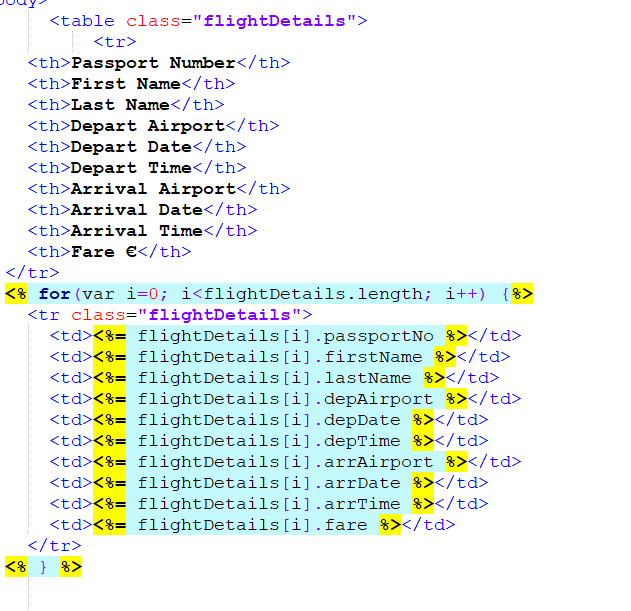 body>
<table class="flightDetails">
<tr>
<th>Passport Number</th>
<th>First Name</th>
<th>Last Name</th>
<th>Depart Airport</th>
<th>Depart Date</th>
<th>Depart Time</th>
<th>Arrival Airport</th>
<th>Arrival Date</th>
<th>Arrival Time</th>
<th>Fare €</th>
</tr>
<% for(var i=0; i<flightDetails.length; i++) {%>
<tr class="flightDetails">
<td><%= flightDetails[i].passportNo %></td>
<td><%= flightDetails[i].firstName %></td>
<td><%= flightDetails[i].lastName %></td>
<td><%= flightDetails[i].depAirport %></td>
<td><%= flightDetails[i].depDate %></td>
<td><%= flightDetails[i].depTime %></td>
<td><%= flightDetails[i].arrAirport %></td>
<td><%= flightDetails[i].arrDate %></td>
<td><%= flightDetails[i].arrTime %></td>
<td><%= flightDetails[i].fare %></td>
</tr>
<% } %>